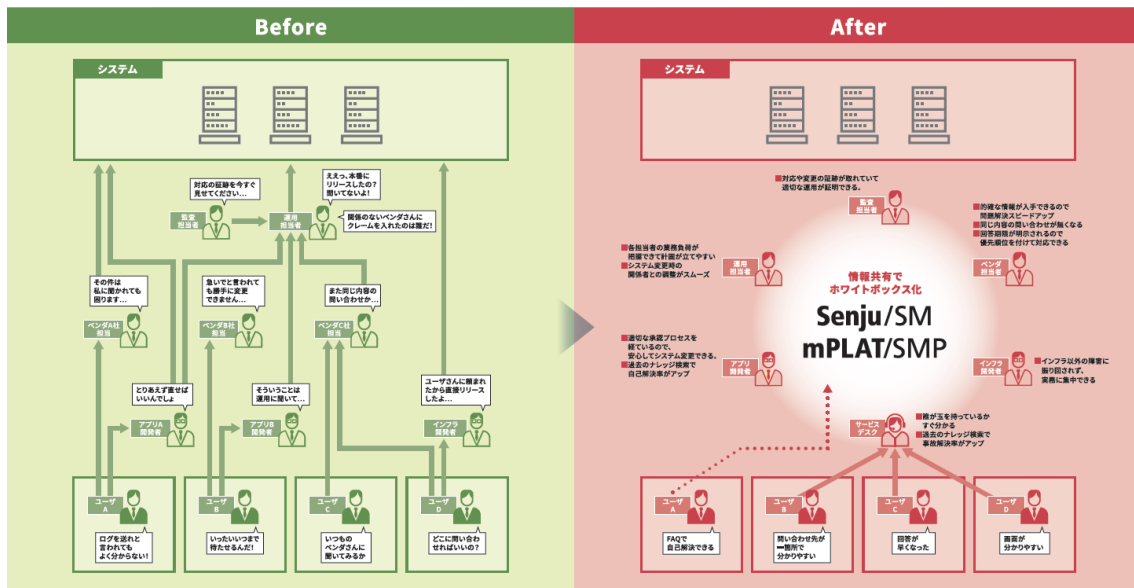 Before
システム
対応の証跡を今すぐ
見せてください…
ええっ、本番に
リリースしたの？
聞いてないよ！
監査
担当者
運用
担当者
関係のないベンダさんに
クレームを入れたのは誰だ！
その件は
私に聞かれても
困ります…
急いでと言われて
も勝手に変更
できません…
また同じ内容の
問い合わせか…
ベンダA社
担当
ベンダB社
担当
ベンダC社
担当
とりあえず直せば
いいんでしょ
そういうことは
運用に聞いて…
ユーザさんに頼まれ
たから直接リリース
したよ…
アプリA
開発者
アプリB
開発者
インフラ
開発者
ユーザ
A
ユーザ
B
ユーザ
C
ユーザ
D
ログを送れと
言われても
よく分からない！
いったいいつまで
待たせるんだ！
いつもの
ベンダさんに
聞いてみるか
どこに問い合わ
せればいいの？
After
システム
■対応や変更の証跡が取れていて
適切な運用が証明できる。
監査
担当者
■的確な情報が入手できるので
問題解決スピードアップ
■同じ内容の問い合わせが無くなる
■回答期限が明示されるので
優先順位を付けて対応できる
ベンダ
担当者
■各担当者の業務負荷が
把握できて計画が立てやすい
■システム変更時の
関係者との調整がスムーズ
運用
担当者
情報共有で
ホワイトボックス化
Senju/SM
mPLAT/SMP
■適切な承認プロセスを
経ているので、
安心してシステム変更できる。
■過去のナレッジ検索で
自己解決率がアップ
アプリ
開発者
インフラ
開発者
■インフラ以外の障害に
振り回されず、
実務に集中できる
サービス
デスク
■誰が玉を持っているか
すぐ分かる
■過去のナレッジ検索で
事故解決率がアップ
ユーザ
A
ユーザ
B
ユーザ
C
ユーザ
D
FAQで
自己解決できる
問い合わせ先が
一箇所で
分かりやすい
回答が
早くなった
画面が
分かりやすい